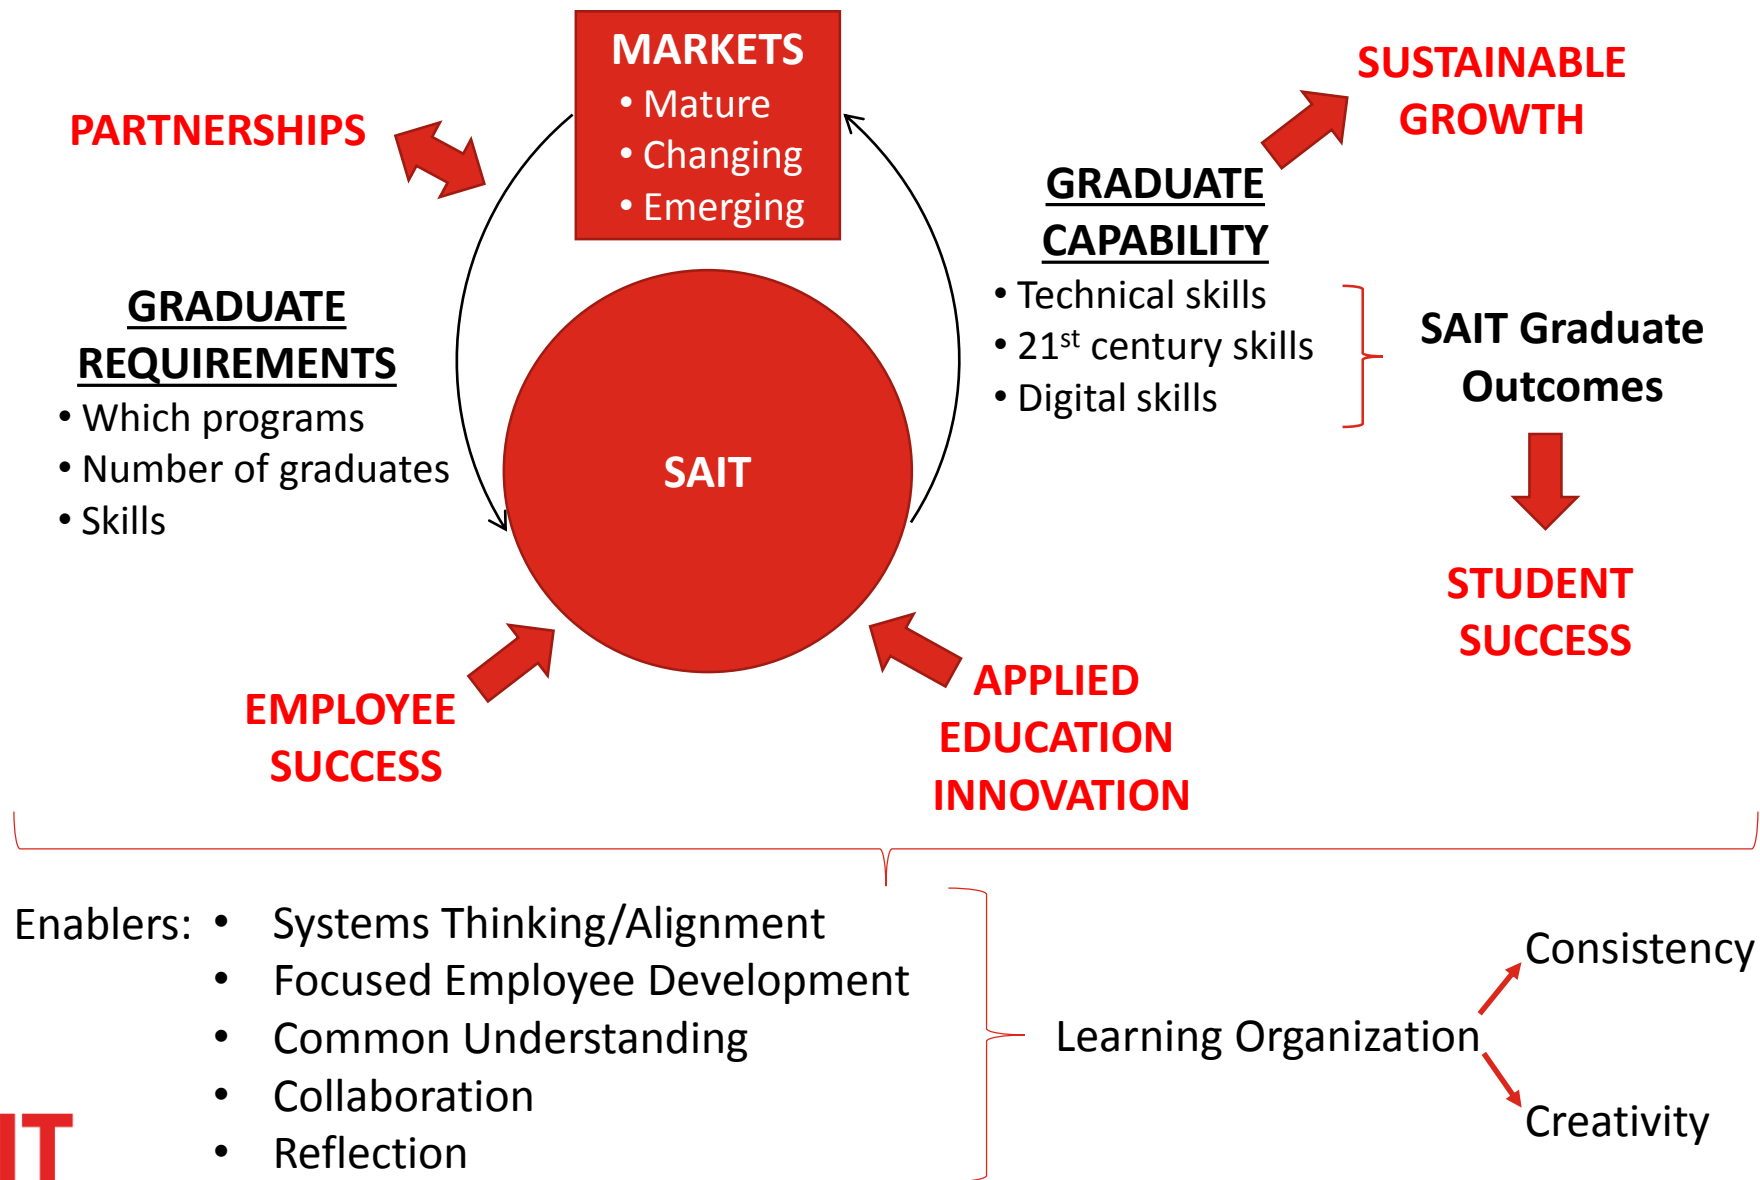 MARKETS
• Mature
• Changing
• Emerging
PARTNERSHIPS
SUSTAINABLE
GROWTH
GRADUATE
REQUIREMENTS
• Which programs
• Number of graduates
• Skills
GRADUATE
CAPABILITY
• Technical skills
• 21st century skills
• Digital skills
SAIT Graduate
Outcomes
SAIT
STUDENT
SUCCESS
EMPLOYEE
SUCCESS
APPLIED
EDUCATION
INNOVATION
Enablers: • Systems Thinking/Alignment
• Focused Employee Development
• Common Understanding
• Collaboration
• Reflection
Learning Organization
Consistency
Creativity
IT